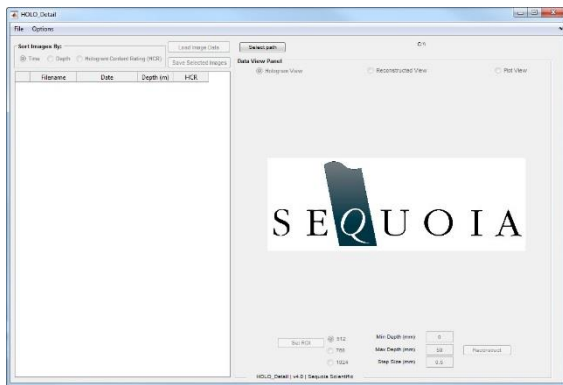 HOLO_Detail
File Options
Sort Images By:
Time Depth Hologram Content Rating (HCR)
Load Image Data
Save Selected Images
Filename Date Depth (m) HCR
Select path C:\
Data View Panel
Hologram View Reconstructed View Plot View
SEQUOIA
Set ROI
512
768
1024
Min Depth (mm) 0
Max Depth (mm) 50
Step Size (mm) 0.5
Reconstruct
HOLO_Detail | v4.0 | Sequoia Scientific